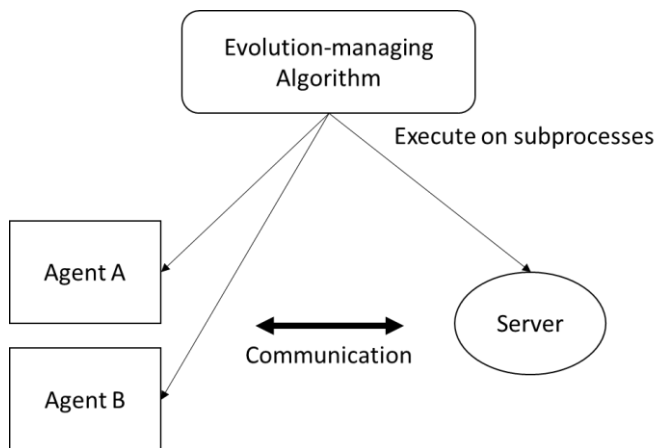 Evolution-managing
Algorithm
Execute on subprocesses
Agent A
Server
Communication
Agent B